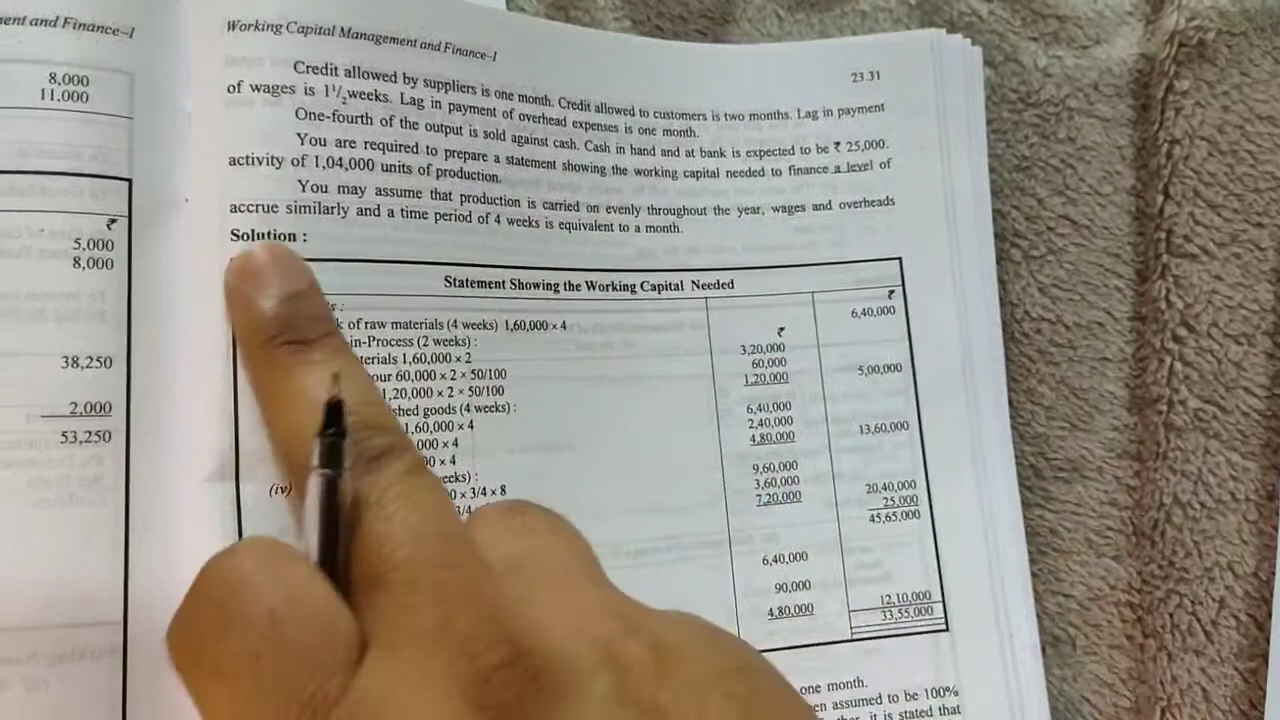 ent and Finance–I
8,000
11,000
₹
5,000
8,000
38,250
2,000
53,250
Working Capital Management and Finance–I
23.31
Credit allowed by suppliers is one month. Credit allowed to customers is two months. Lag in payment
of wages is 1 1/2 weeks. Lag in payment of overhead expenses is one month.
One-fourth of the output is sold against cash. Cash in hand and at bank is expected to be ₹ 25,000.
You are required to prepare a statement showing the working capital needed to finance a level of
activity of 1,04,000 units of production.
You may assume that production is carried on evenly throughout the year, wages and overheads
accrue similarly and a time period of 4 weeks is equivalent to a month.
Solution :
Statement Showing the Working Capital Needed
s : ₹
k of raw materials (4 weeks) 1,60,000 × 4 6,40,000
in-Process (2 weeks) : ₹
terials 1,60,000 × 2 3,20,000
our 60,000 × 2 × 50/100 60,000
1,20,000 × 2 × 50/100 1,20,000 5,00,000
shed goods (4 weeks) :
1,60,000 × 4 6,40,000
000 × 4 2,40,000
00 × 4 4,80,000 13,60,000
(iv) eeks) :
0 × 3/4 × 8 9,60,000
3/4 3,60,000
7,20,000 20,40,000
25,000
45,65,000
6,40,000
90,000
4,80,000 12,10,000
33,55,000
one month.
en assumed to be 100%
it is stated that